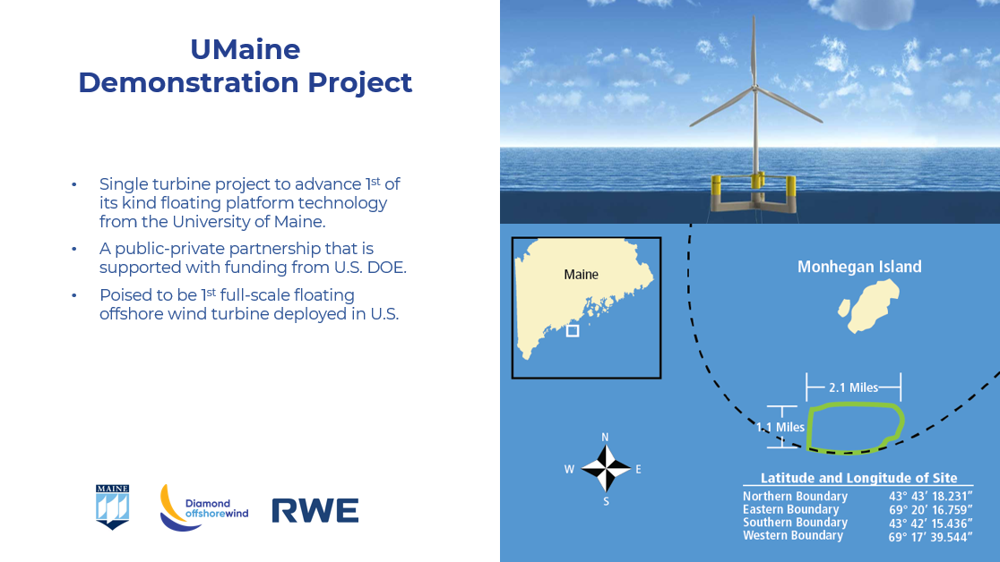 UMaine
Demonstration Project
• Single turbine project to advance 1st of
its kind floating platform technology
from the University of Maine.
• A public-private partnership that is
supported with funding from U.S. DOE.
• Poised to be 1st full-scale floating
offshore wind turbine deployed in U.S.
MAINE
Diamond
offshorewind
RWE
Maine
Monhegan Island
2.1 Miles
1.1 Miles
N
W E
S
Latitude and Longitude of Site
Northern Boundary 43° 43’ 18.231”
Eastern Boundary 69° 20’ 16.759”
Southern Boundary 43° 42’ 15.436”
Western Boundary 69° 17’ 39.544”